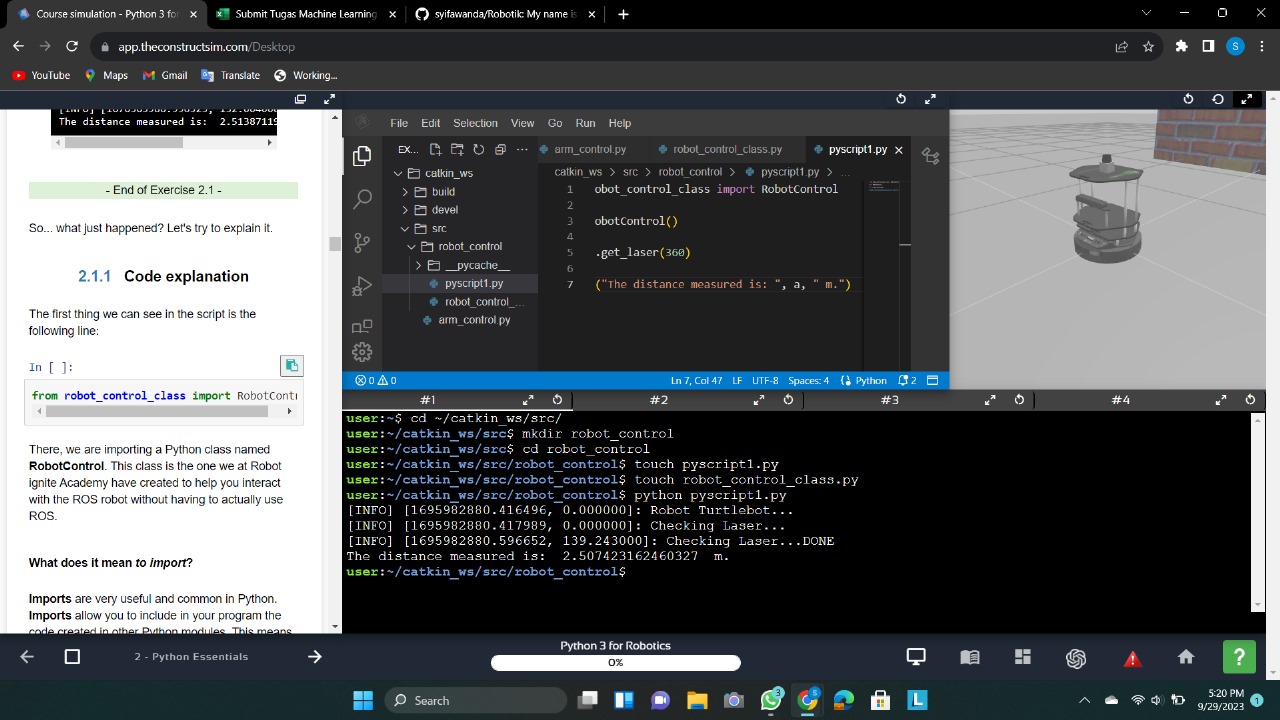 Course simulation - Python 3 for
Submit Tugas Machine Learning
syifawanda/Robotik: My name is
app.theconstructsim.com/Desktop
S
YouTube
Maps
Gmail
Translate
Working...
The distance measured is: 2.51387119
- End of Exercise 2.1 -
So... what just happened? Let's try to explain it.
2.1.1 Code explanation
The first thing we can see in the script is the
following line:
In [ ]:
from robot_control_class import RobotContr
There, we are importing a Python class named
RobotControl. This class is the one we at Robot
Ignite Academy have created to help you interact
with the ROS robot without having to actually use
ROS.
What does it mean to import?
Imports are very useful and common in Python.
Imports allow you to include in your program the
code created in other Python modules. This means
File Edit Selection View Go Run Help
EX...
arm_control.py
robot_control_class.py
pyscript1.py
catkin_ws
build
devel
src
robot_control
__pycache__
pyscript1.py
robot_control_...
arm_control.py
catkin_ws > src > robot_control > pyscript1.py > ...
1 obot_control_class import RobotControl
2
3 obotControl()
4
5 .get_laser(360)
6
7 ("The distance measured is: ", a, " m.")
0 0
Ln 7, Col 47 LF UTF-8 Spaces: 4 Python 2
#1 #2 #3 #4
user:~$ cd ~/catkin_ws/src/
user:~/catkin_ws/src$ mkdir robot_control
user:~/catkin_ws/src$ cd robot_control
user:~/catkin_ws/src/robot_control$ touch pyscript1.py
user:~/catkin_ws/src/robot_control$ touch robot_control_class.py
user:~/catkin_ws/src/robot_control$ python pyscript1.py
[INFO] [1695982880.416496, 0.000000]: Robot Turtlebot...
[INFO] [1695982880.417989, 0.000000]: Checking Laser...
[INFO] [1695982880.596652, 139.243000]: Checking Laser...DONE
The distance measured is: 2.507423162460327 m.
user:~/catkin_ws/src/robot_control$
2 - Python Essentials
Python 3 for Robotics
0%
?
Search
3
S
L
5:20 PM
9/29/2023
1